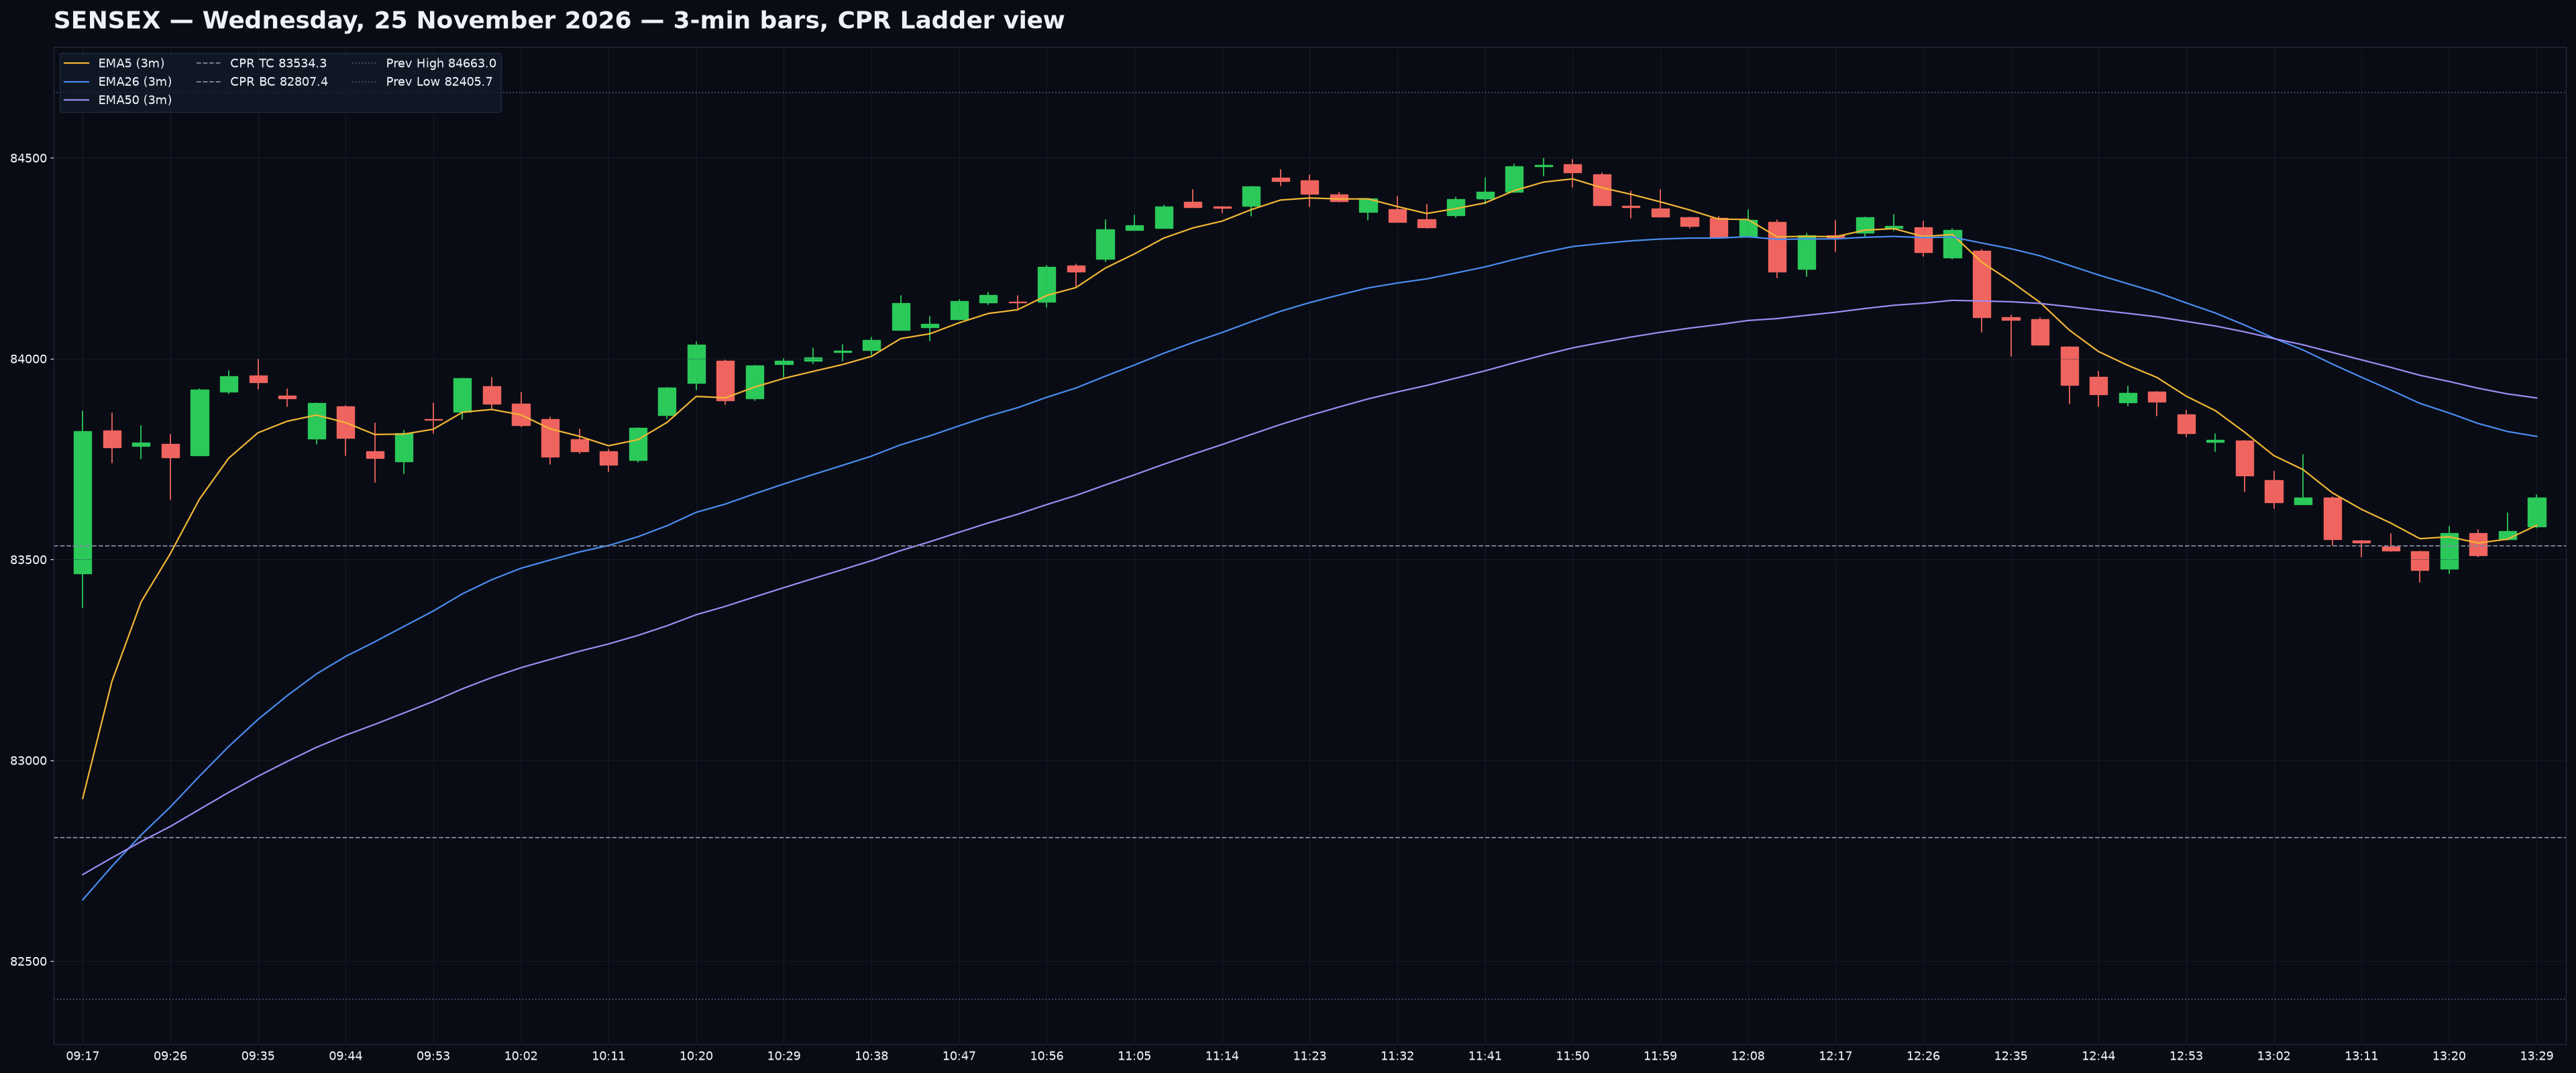 SENSEX — Wednesday, 25 November 2026 — 3-min bars, CPR Ladder view
EMA5 (3m) CPR TC 83534.3 Prev High 84663.0
EMA26 (3m) CPR BC 82807.4 Prev Low 82405.7
EMA50 (3m)
84500
84000
83500
83000
82500
09:17 09:26 09:35 09:44 09:53 10:02 10:11 10:20 10:29 10:38 10:47 10:56 11:05 11:14 11:23 11:32 11:41 11:50 11:59 12:08 12:17 12:26 12:35 12:44 12:53 13:02 13:11 13:20 13:29